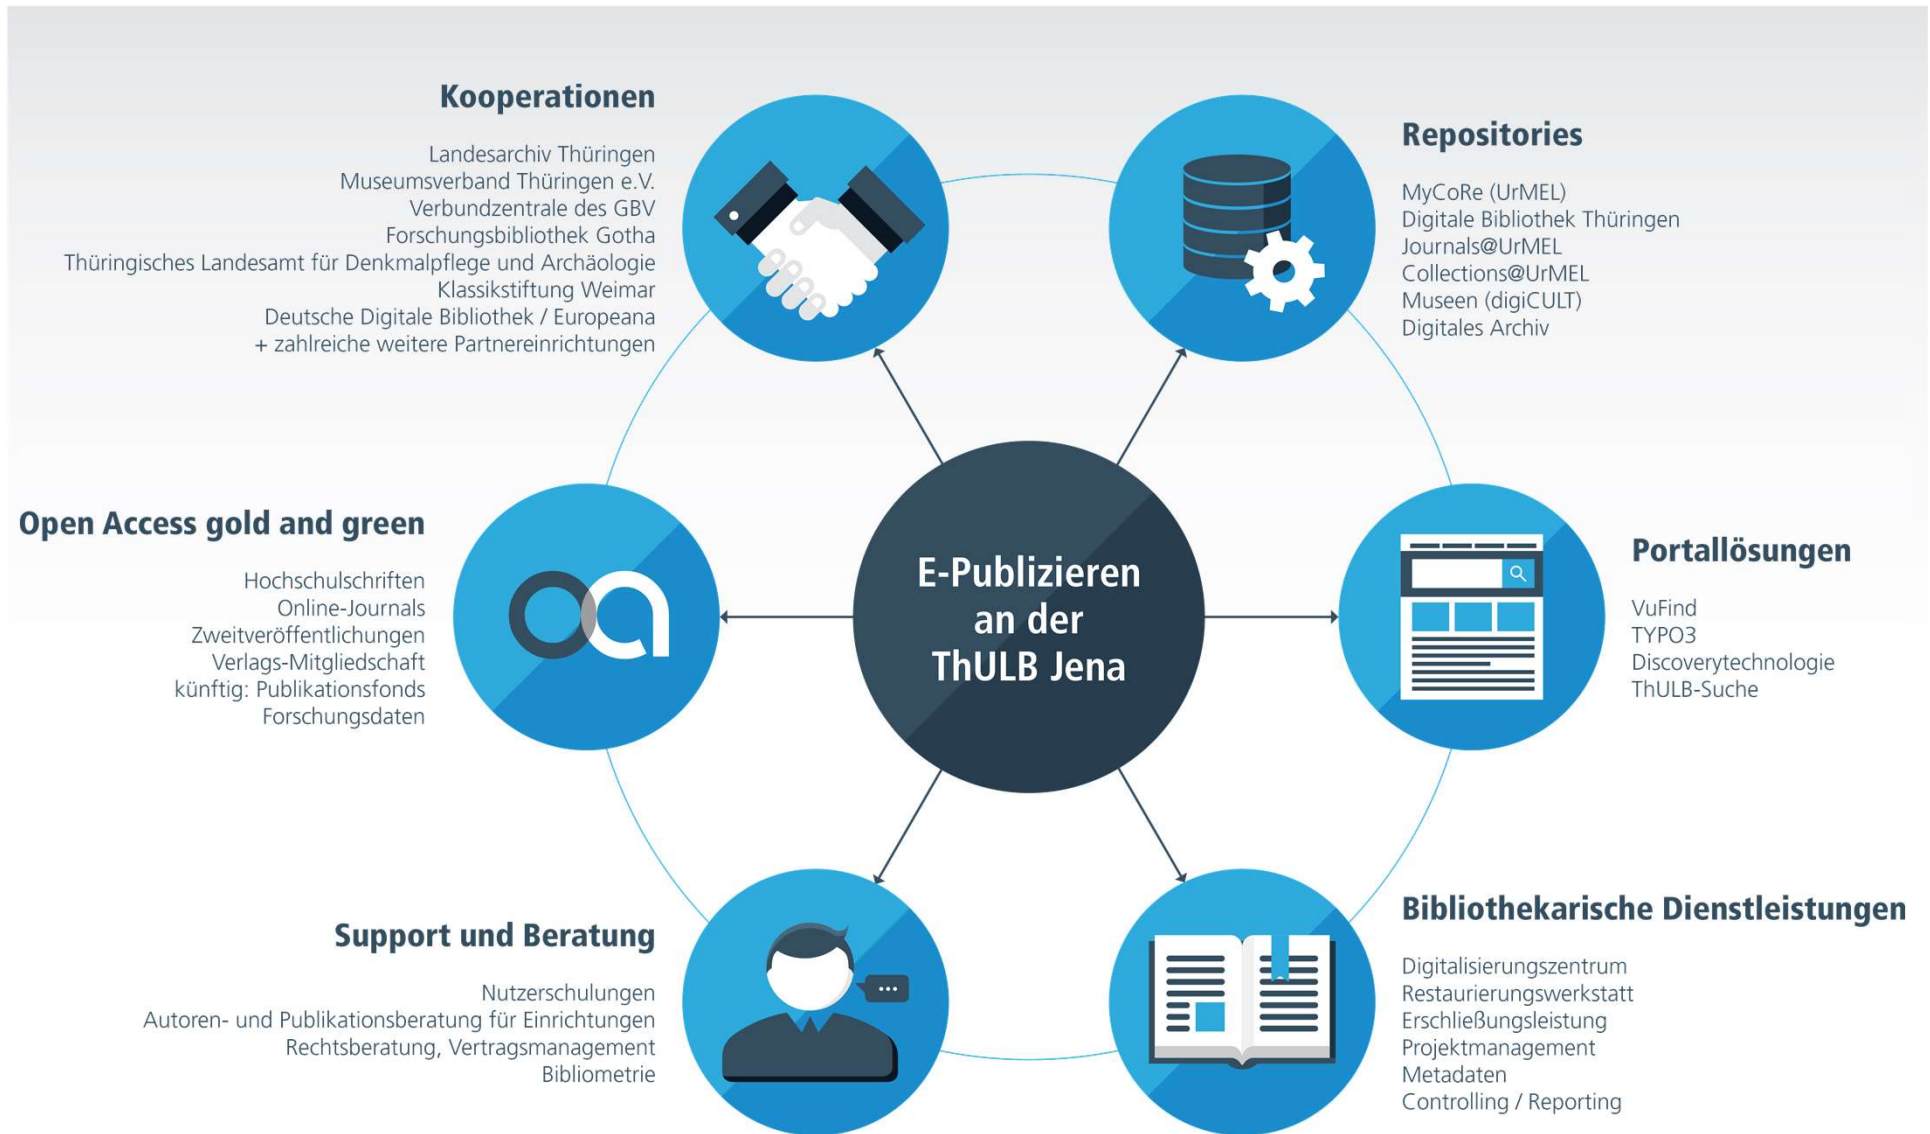 Kooperationen
Landesarchiv Thüringen
Museumsverband Thüringen e.V.
Verbundzentrale des GBV
Forschungsbibliothek Gotha
Thüringisches Landesamt für Denkmalpflege und Archäologie
Klassikstiftung Weimar
Deutsche Digitale Bibliothek / Europeana
+ zahlreiche weitere Partnereinrichtungen
Repositories
MyCoRe (UrMEL)
Digitale Bibliothek Thüringen
Journals@UrMEL
Collections@UrMEL
Museen (digiCULT)
Digitales Archiv
Open Access gold and green
Hochschulschriften
Online-Journals
Zweitveröffentlichungen
Verlags-Mitgliedschaft
künftig: Publikationsfonds
Forschungsdaten
oa
E-Publizieren
an der
ThULB Jena
Portallösungen
VuFind
TYPO3
Discoverytechnologie
ThULB-Suche
Support und Beratung
Nutzerschulungen
Autoren- und Publikationsberatung für Einrichtungen
Rechtsberatung, Vertragsmanagement
Bibliometrie
Bibliothekarische Dienstleistungen
Digitalisierungszentrum
Restaurierungswerkstatt
Erschließungsleistung
Projektmanagement
Metadaten
Controlling / Reporting